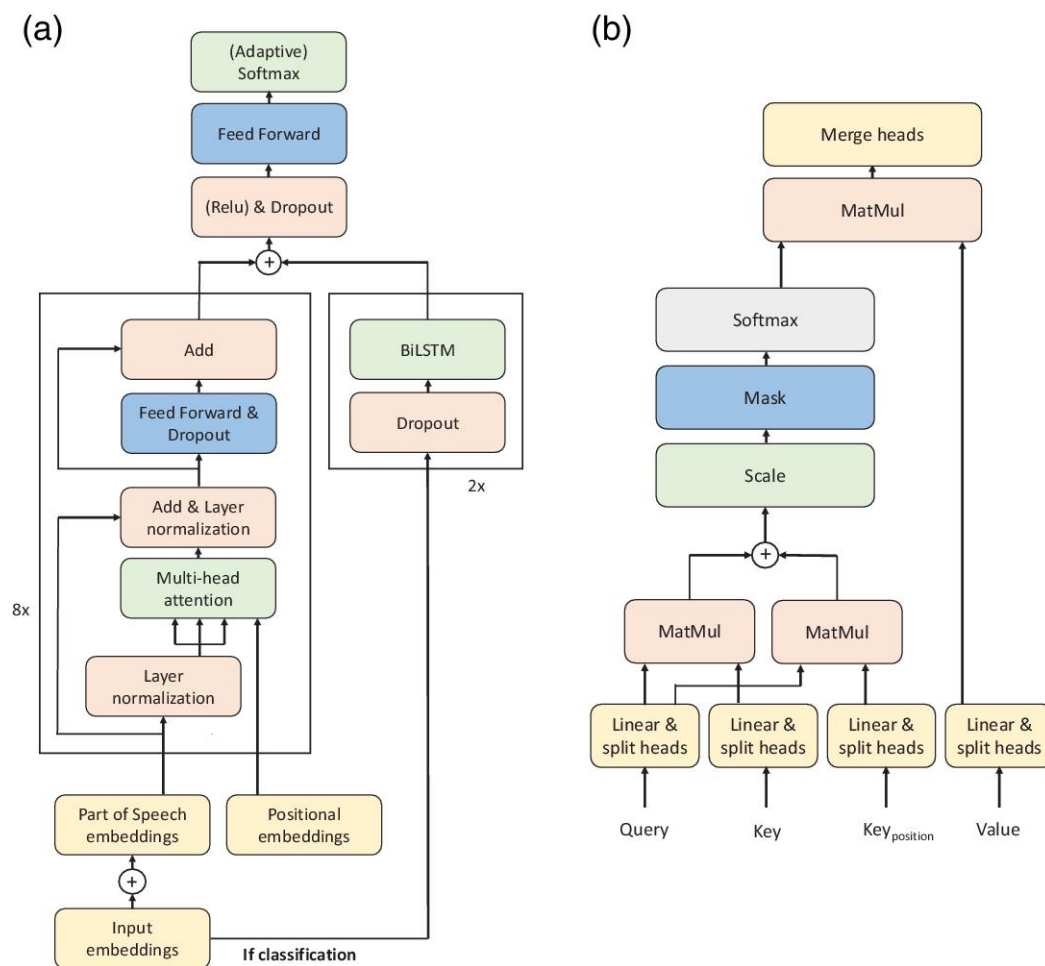 (a)
(Adaptive)
Softmax
Feed Forward
(Relu) & Dropout
+
Add
Feed Forward &
Dropout
Add & Layer
normalization
Multi-head
attention
8x
Layer
normalization
BiLSTM
Dropout
2x
Part of Speech
embeddings
Positional
embeddings
+
Input
embeddings
If classification
(b)
Merge heads
MatMul
Softmax
Mask
Scale
+
MatMul
MatMul
Linear &
split heads
Linear &
split heads
Linear &
split heads
Linear &
split heads
Query
Key
Keyposition
Value